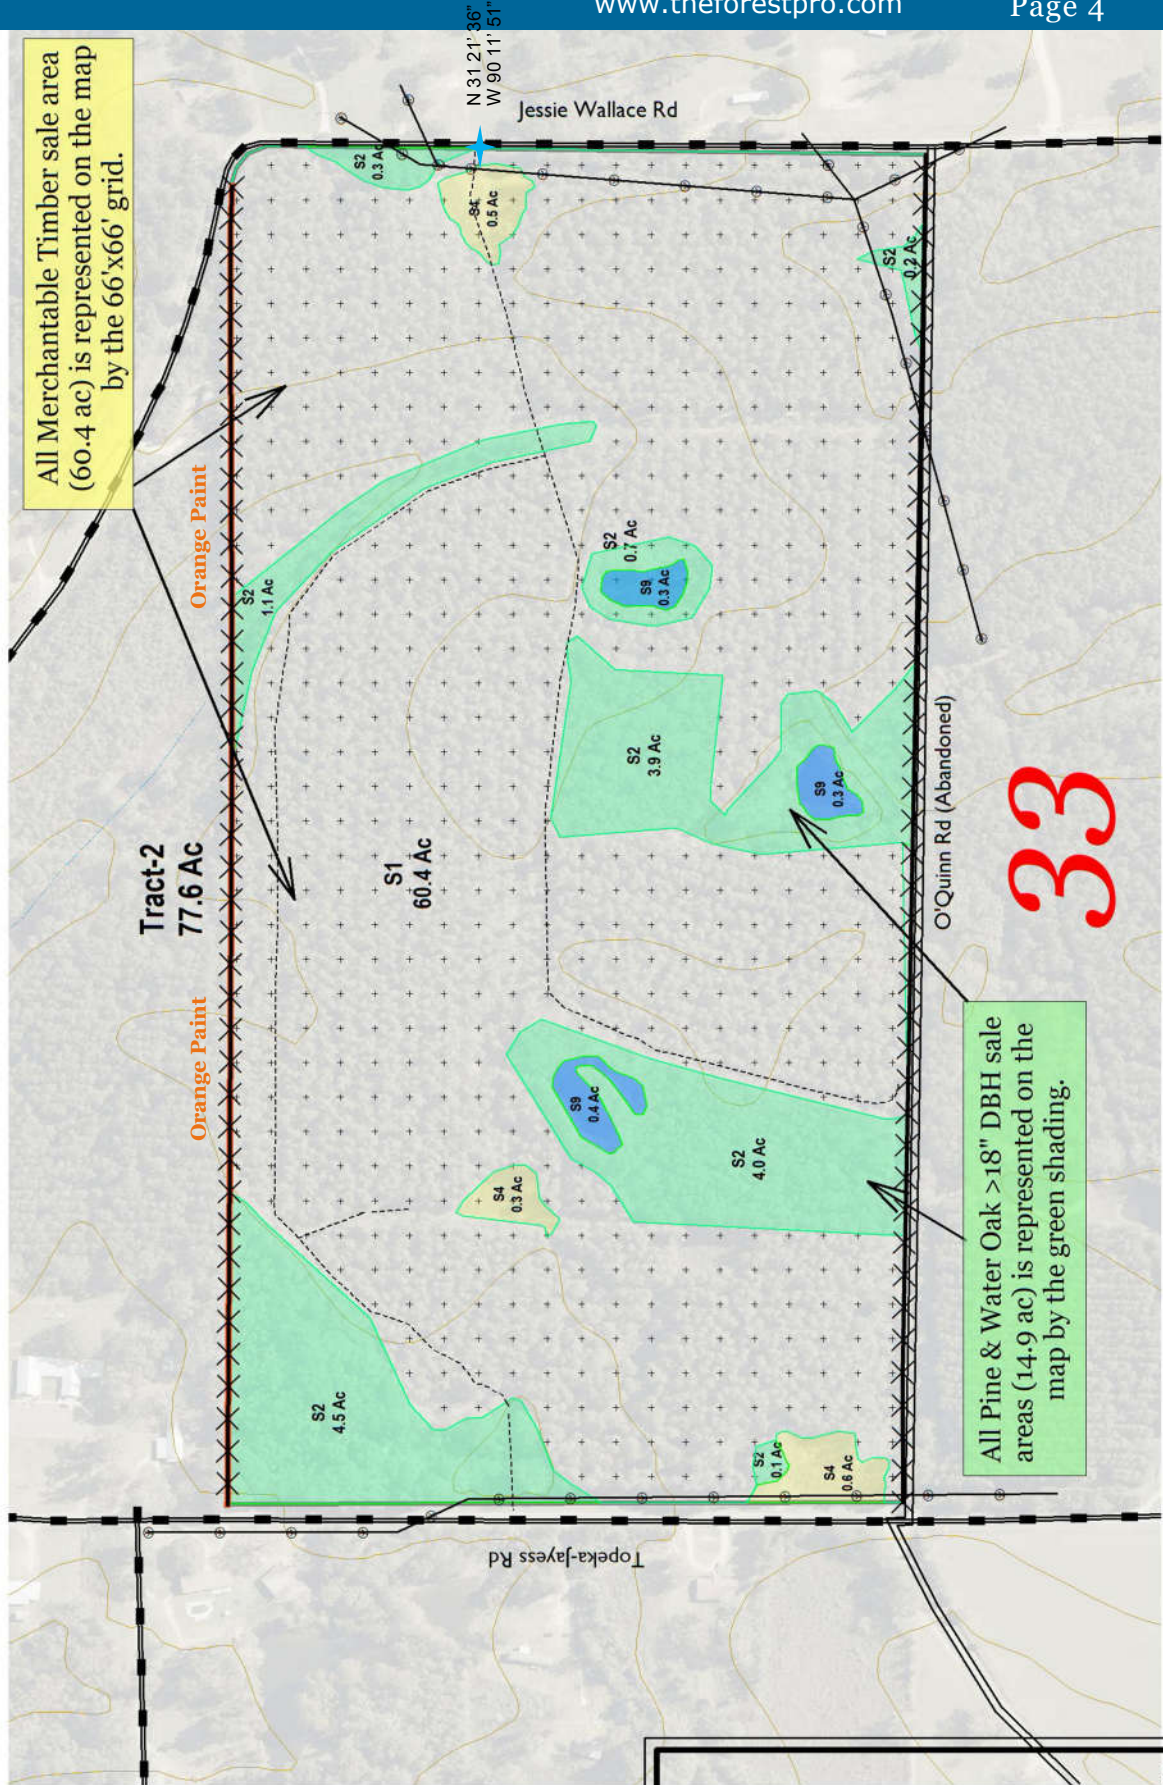 www.theforestpro.com
Page 4
N 31 21' 36"
W 90 11' 51"
All Merchantable Timber sale area
(60.4 ac) is represented on the map
by the 66'x66' grid.
Jessie Wallace Rd
S2
0.3 Ac
S4
0.5 Ac
S2
0.2 Ac
Orange Paint
S2
1.1 Ac
S2
0.7 Ac
S9
0.3 Ac
S2
3.9 Ac
S9
0.3 Ac
Tract-2
77.6 Ac
S1
60.4 Ac
O'Quinn Rd (Abandoned)
33
Orange Paint
S9
0.4 Ac
S2
4.0 Ac
S4
0.3 Ac
All Pine & Water Oak >18" DBH sale
areas (14.9 ac) is represented on the
map by the green shading.
S2
4.5 Ac
S2
0.1 Ac
S4
0.6 Ac
Topeka-Jayess Rd